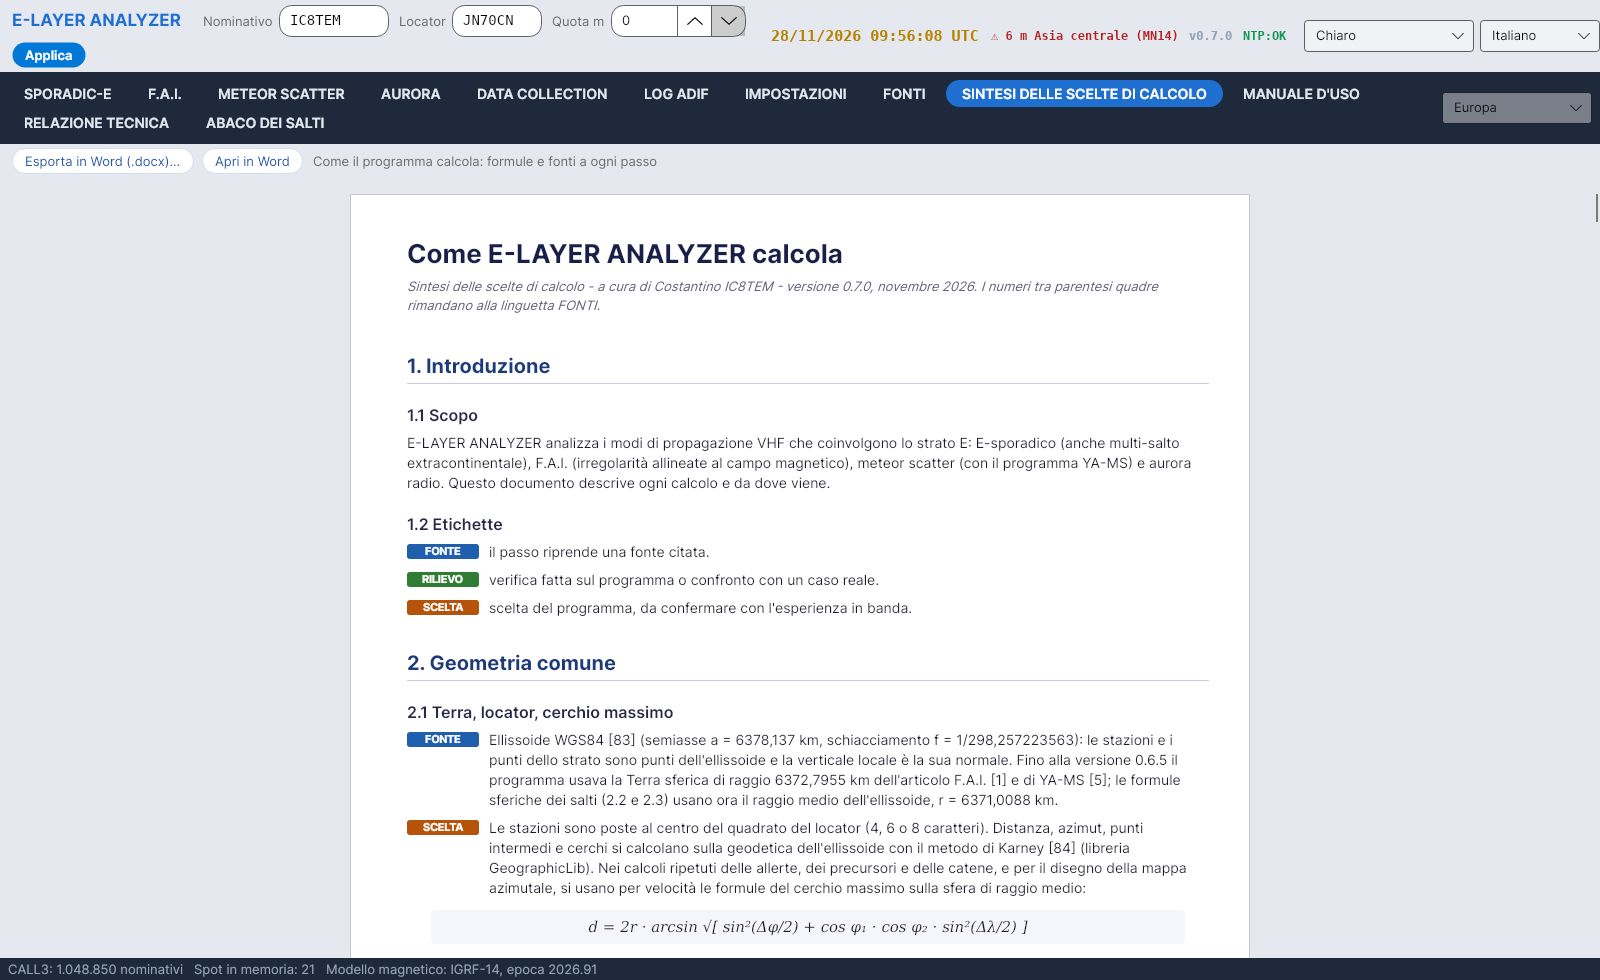 E-LAYER ANALYZER Nominativo IC8TEM Locator JN70CN Quota m 0
28/11/2026 09:56:08 UTC ⚠ 6 m Asia centrale (MN14) v0.7.0 NTP:OK Chiaro Italiano
Applica
SPORADIC-E F.A.I. METEOR SCATTER AURORA DATA COLLECTION LOG ADIF IMPOSTAZIONI FONTI SINTESI DELLE SCELTE DI CALCOLO MANUALE D'USO
Europa
RELAZIONE TECNICA ABACO DEI SALTI
Esporta in Word (.docx)... Apri in Word Come il programma calcola: formule e fonti a ogni passo
Come E-LAYER ANALYZER calcola
Sintesi delle scelte di calcolo - a cura di Costantino IC8TEM - versione 0.7.0, novembre 2026. I numeri tra parentesi quadre
rimandano alla linguetta FONTI.
1. Introduzione
1.1 Scopo
E-LAYER ANALYZER analizza i modi di propagazione VHF che coinvolgono lo strato E: E-sporadico (anche multi-salto
extracontinentale), F.A.I. (irregolarità allineate al campo magnetico), meteor scatter (con il programma YA-MS) e aurora
radio. Questo documento descrive ogni calcolo e da dove viene.
1.2 Etichette
FONTE il passo riprende una fonte citata.
RILIEVO verifica fatta sul programma o confronto con un caso reale.
SCELTA scelta del programma, da confermare con l'esperienza in banda.
2. Geometria comune
2.1 Terra, locator, cerchio massimo
FONTE Ellissoide WGS84 [83] (semiasse a = 6378,137 km, schiacciamento f = 1/298,257223563): le stazioni e i
punti dello strato sono punti dell'ellissoide e la verticale locale è la sua normale. Fino alla versione 0.6.5 il
programma usava la Terra sferica di raggio 6372,7955 km dell'articolo F.A.I. [1] e di YA-MS [5]; le formule
sferiche dei salti (2.2 e 2.3) usano ora il raggio medio dell'ellissoide, r = 6371,0088 km.
SCELTA Le stazioni sono poste al centro del quadrato del locator (4, 6 o 8 caratteri). Distanza, azimut, punti
intermedi e cerchi si calcolano sulla geodetica dell'ellissoide con il metodo di Karney [84] (libreria
GeographicLib). Nei calcoli ripetuti delle allerte, dei precursori e delle catene, e per il disegno della mappa
azimutale, si usano per velocità le formule del cerchio massimo sulla sfera di raggio medio:
d = 2r · arcsin √[ sin²(Δφ/2) + cos φ₁ · cos φ₂ · sin²(Δλ/2) ]
CALL3: 1.048.850 nominativi Spot in memoria: 21 Modello magnetico: IGRF-14, epoca 2026.91